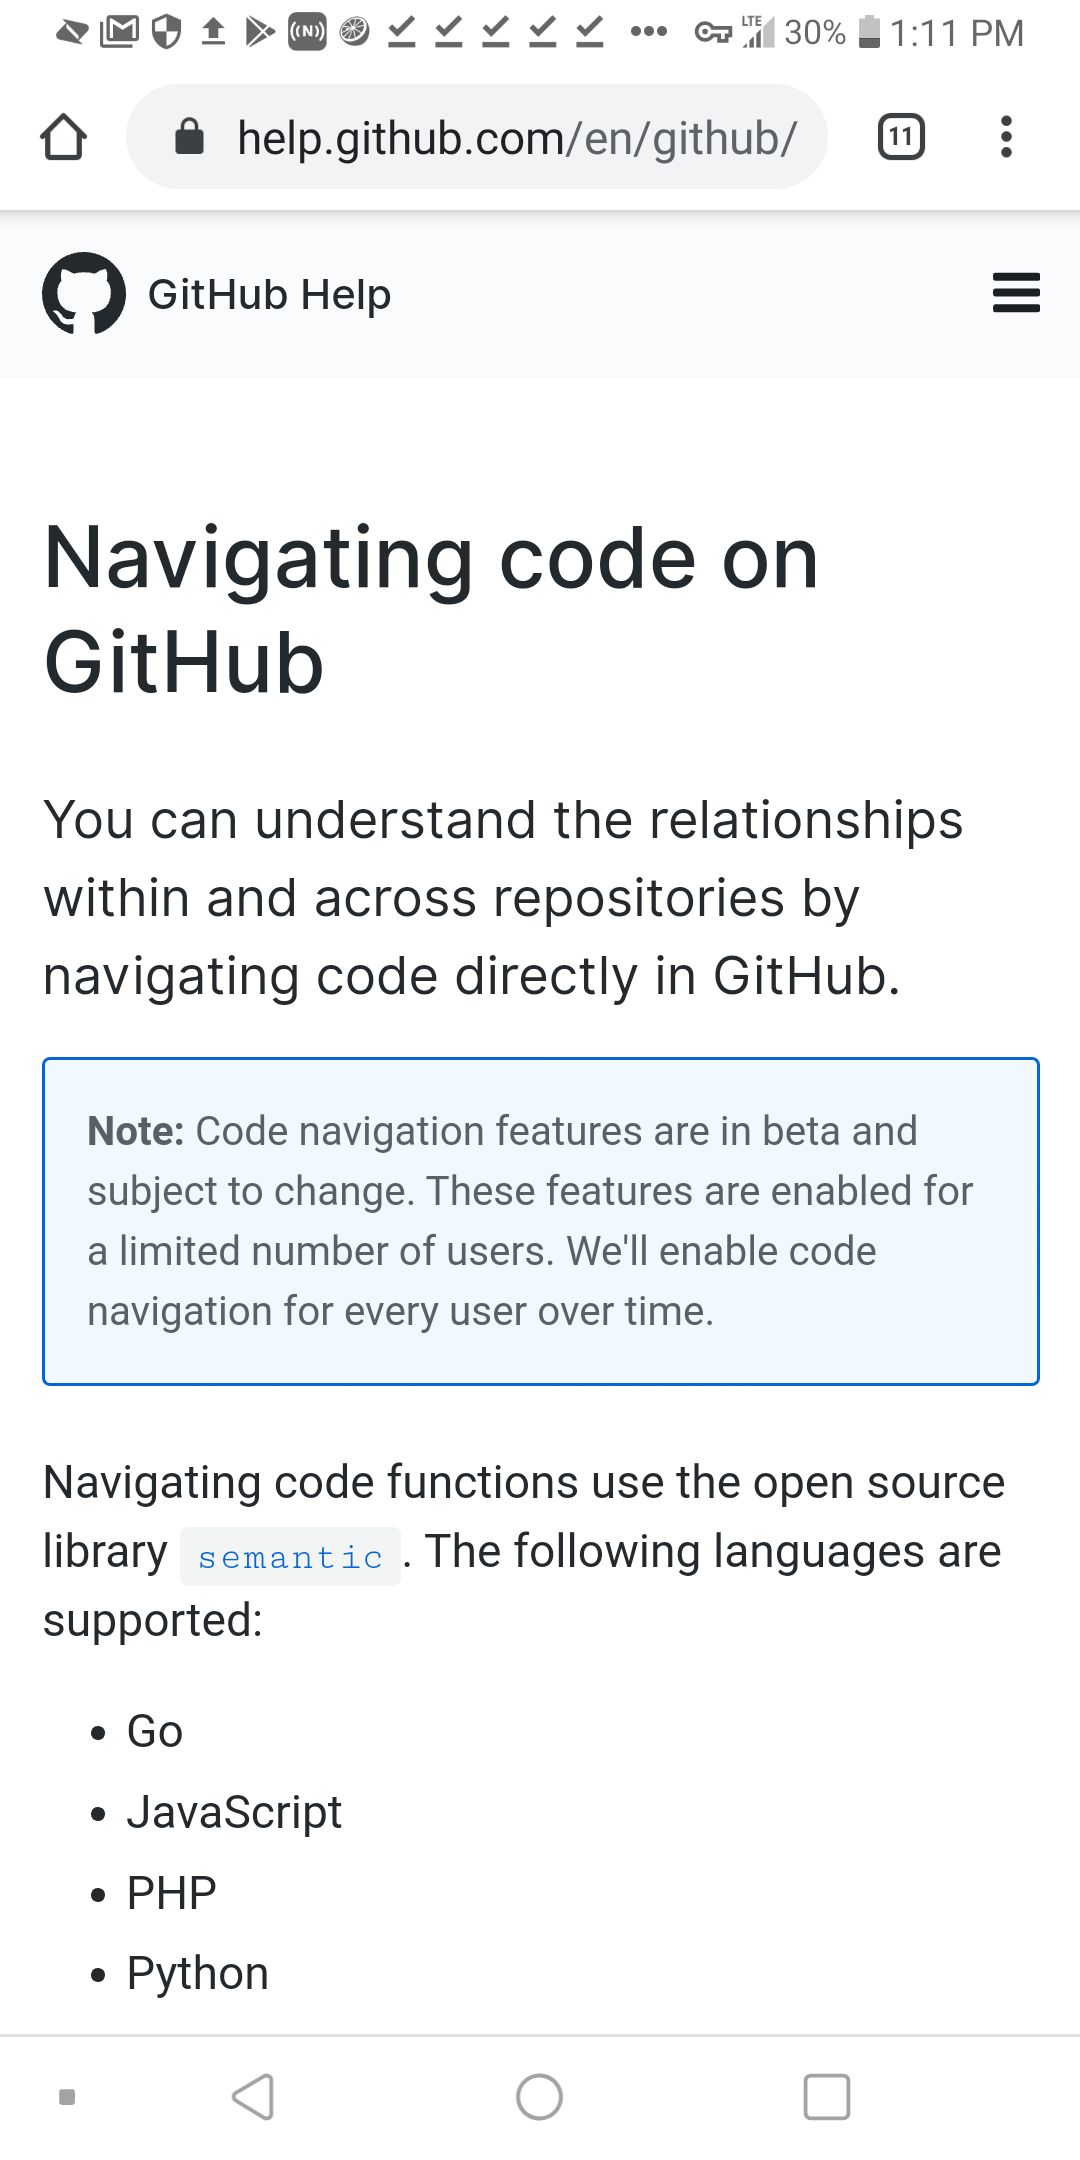 LTE 30% 1:11 PM
help.github.com/en/github/ 11
GitHub Help
Navigating code on
GitHub
You can understand the relationships
within and across repositories by
navigating code directly in GitHub.
Note: Code navigation features are in beta and
subject to change. These features are enabled for
a limited number of users. We'll enable code
navigation for every user over time.
Navigating code functions use the open source
library semantic. The following languages are
supported:
• Go
• JavaScript
• PHP
• Python